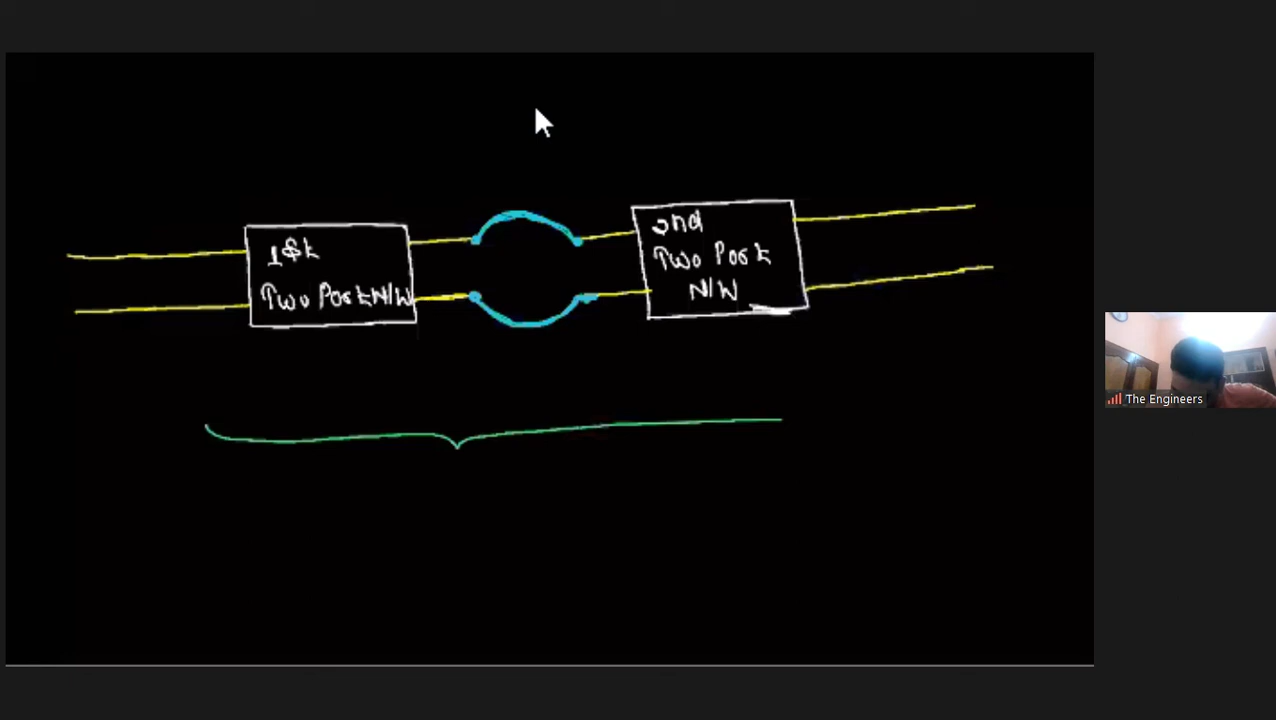 1st
Two Port N/W
2nd
Two Port
N/W
The Engineers